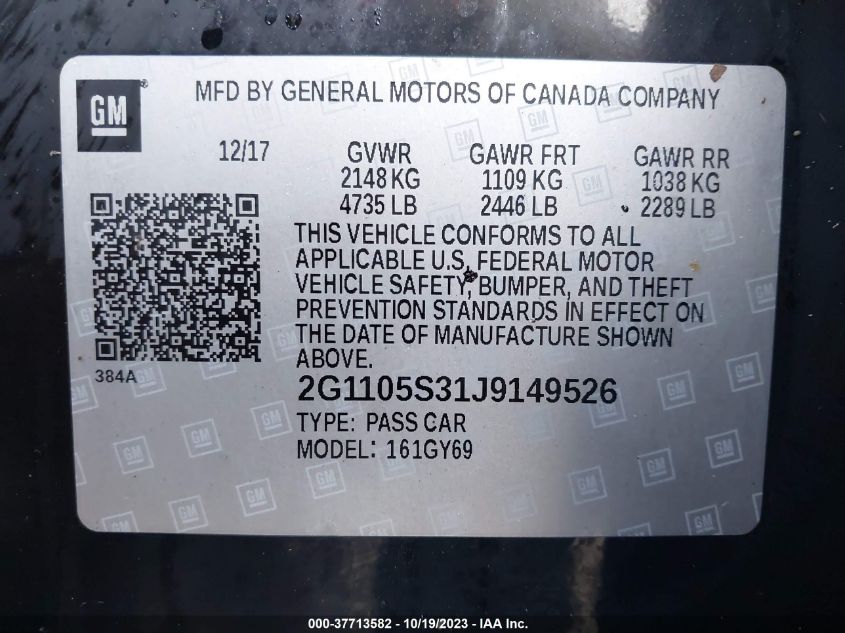 GM
MFD BY GENERAL MOTORS OF CANADA COMPANY
12/17 GVWR GAWR FRT GAWR RR
2148 KG 1109 KG 1038 KG
4735 LB 2446 LB 2289 LB
THIS VEHICLE CONFORMS TO ALL
APPLICABLE U.S. FEDERAL MOTOR
VEHICLE SAFETY, BUMPER, AND THEFT
PREVENTION STANDARDS IN EFFECT ON
THE DATE OF MANUFACTURE SHOWN
ABOVE.
384A
2G1105S31J9149526
TYPE: PASS CAR
MODEL: 161GY69
000-37713582 - 10/19/2023 - IAA Inc.